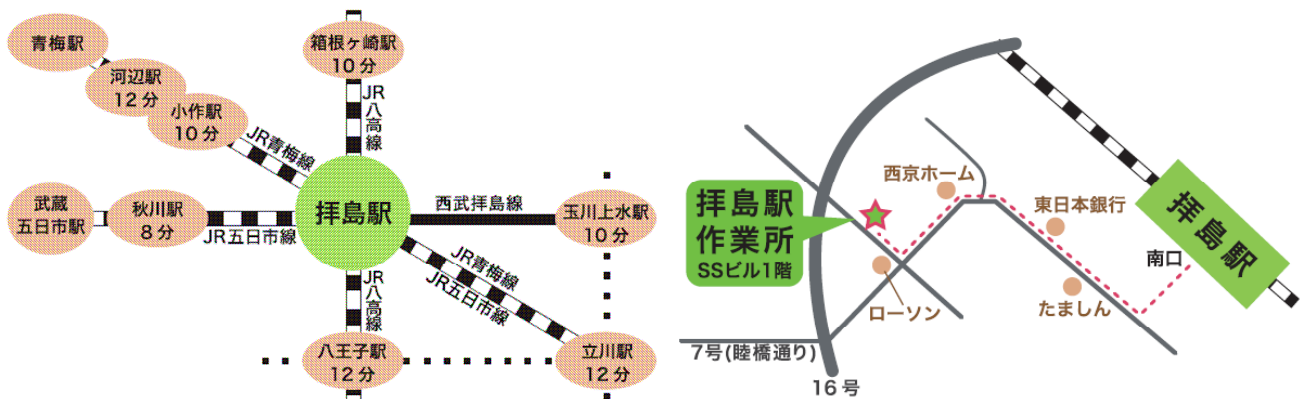 青梅駅
河辺駅
12分
小作駅
10分
箱根ヶ崎駅
10分
JR八高線
JR青梅線
武蔵
五日市駅
秋川駅
8分
JR五日市線
拝島駅
西武拝島線
玉川上水駅
10分
JR青梅線
JR五日市線
JR八高線
八王子駅
12分
立川駅
12分
拝島駅
作業所
SSビル1階
西京ホーム
東日本銀行
拝島駅
南口
たましん
ローソン
7号(睦橋通り)
16号